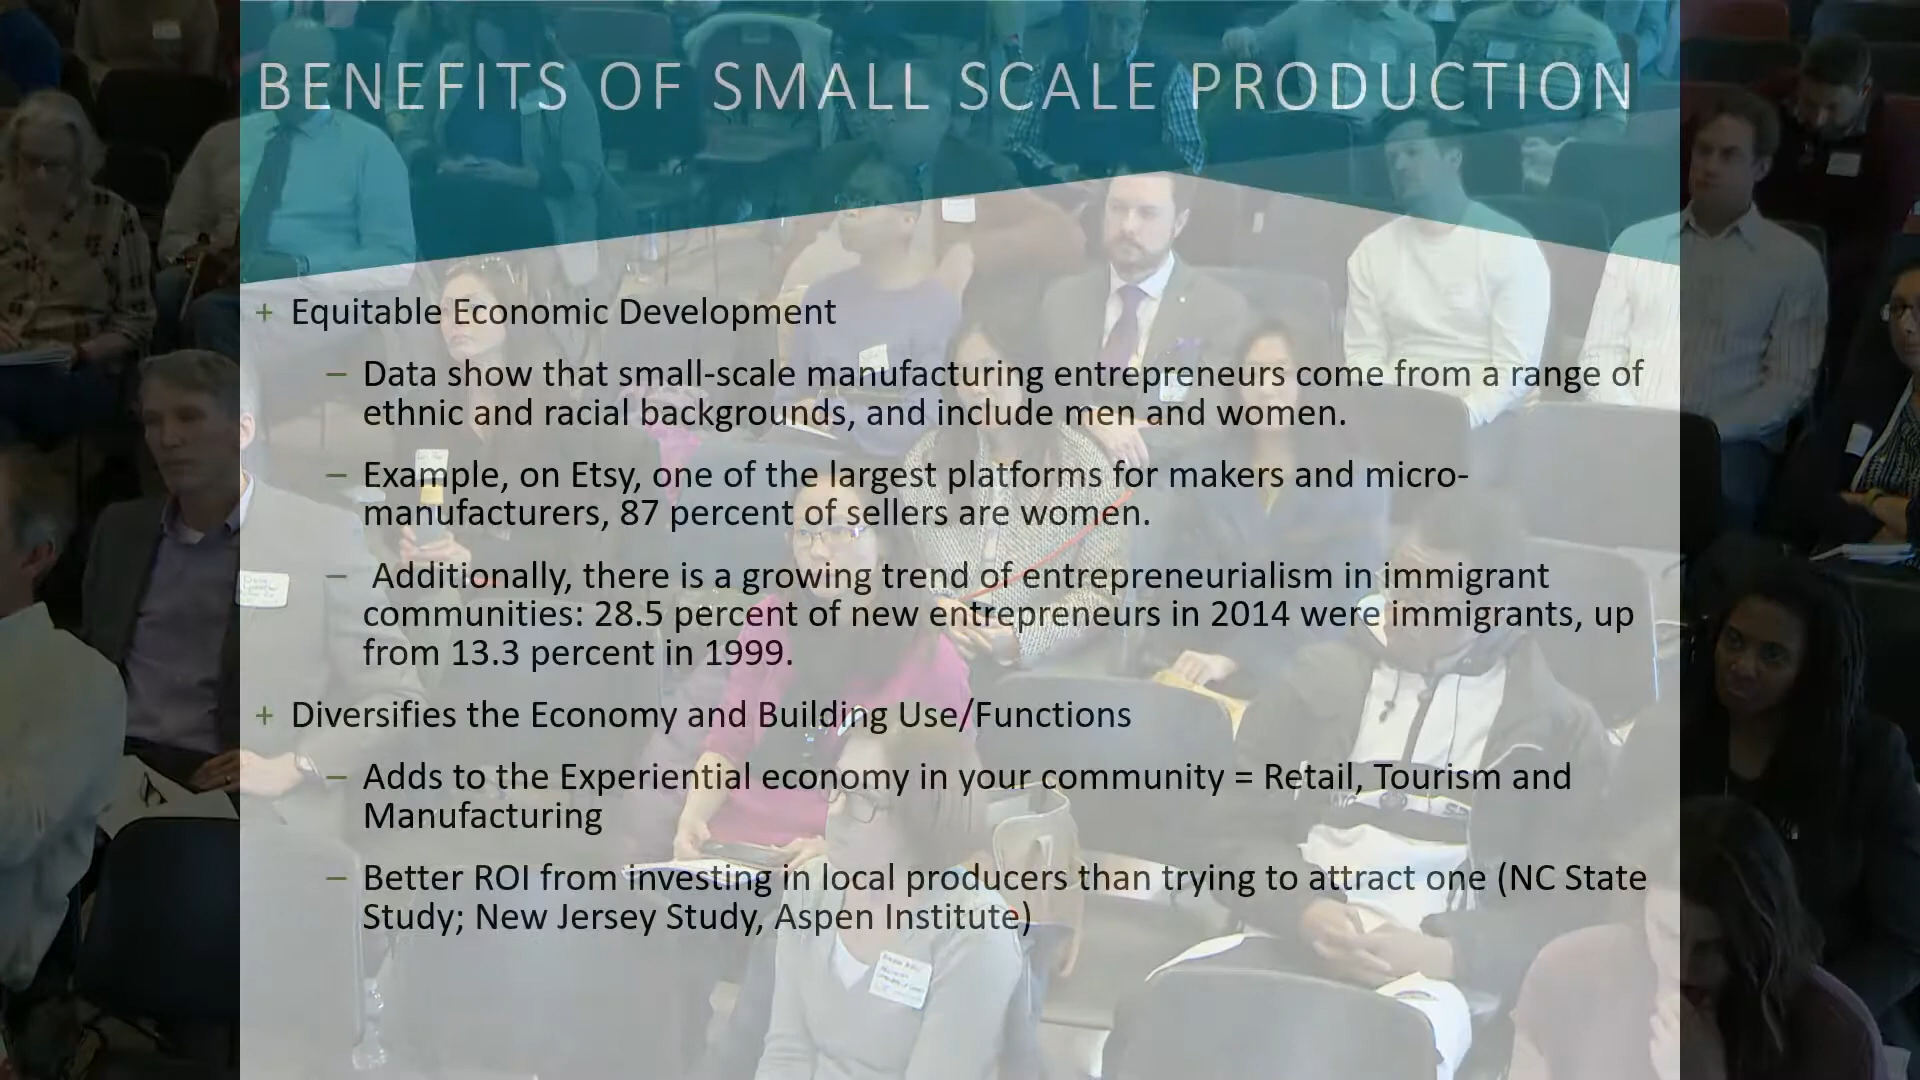 BENEFITS OF SMALL SCALE PRODUCTION
+ Equitable Economic Development
– Data show that small-scale manufacturing entrepreneurs come from a range of
ethnic and racial backgrounds, and include men and women.
– Example, on Etsy, one of the largest platforms for makers and micro-
manufacturers, 87 percent of sellers are women.
– Additionally, there is a growing trend of entrepreneurialism in immigrant
communities: 28.5 percent of new entrepreneurs in 2014 were immigrants, up
from 13.3 percent in 1999.
+ Diversifies the Economy and Building Use/Functions
– Adds to the Experiential economy in your community = Retail, Tourism and
Manufacturing
– Better ROI from investing in local producers than trying to attract one (NC State
Study; New Jersey Study, Aspen Institute)